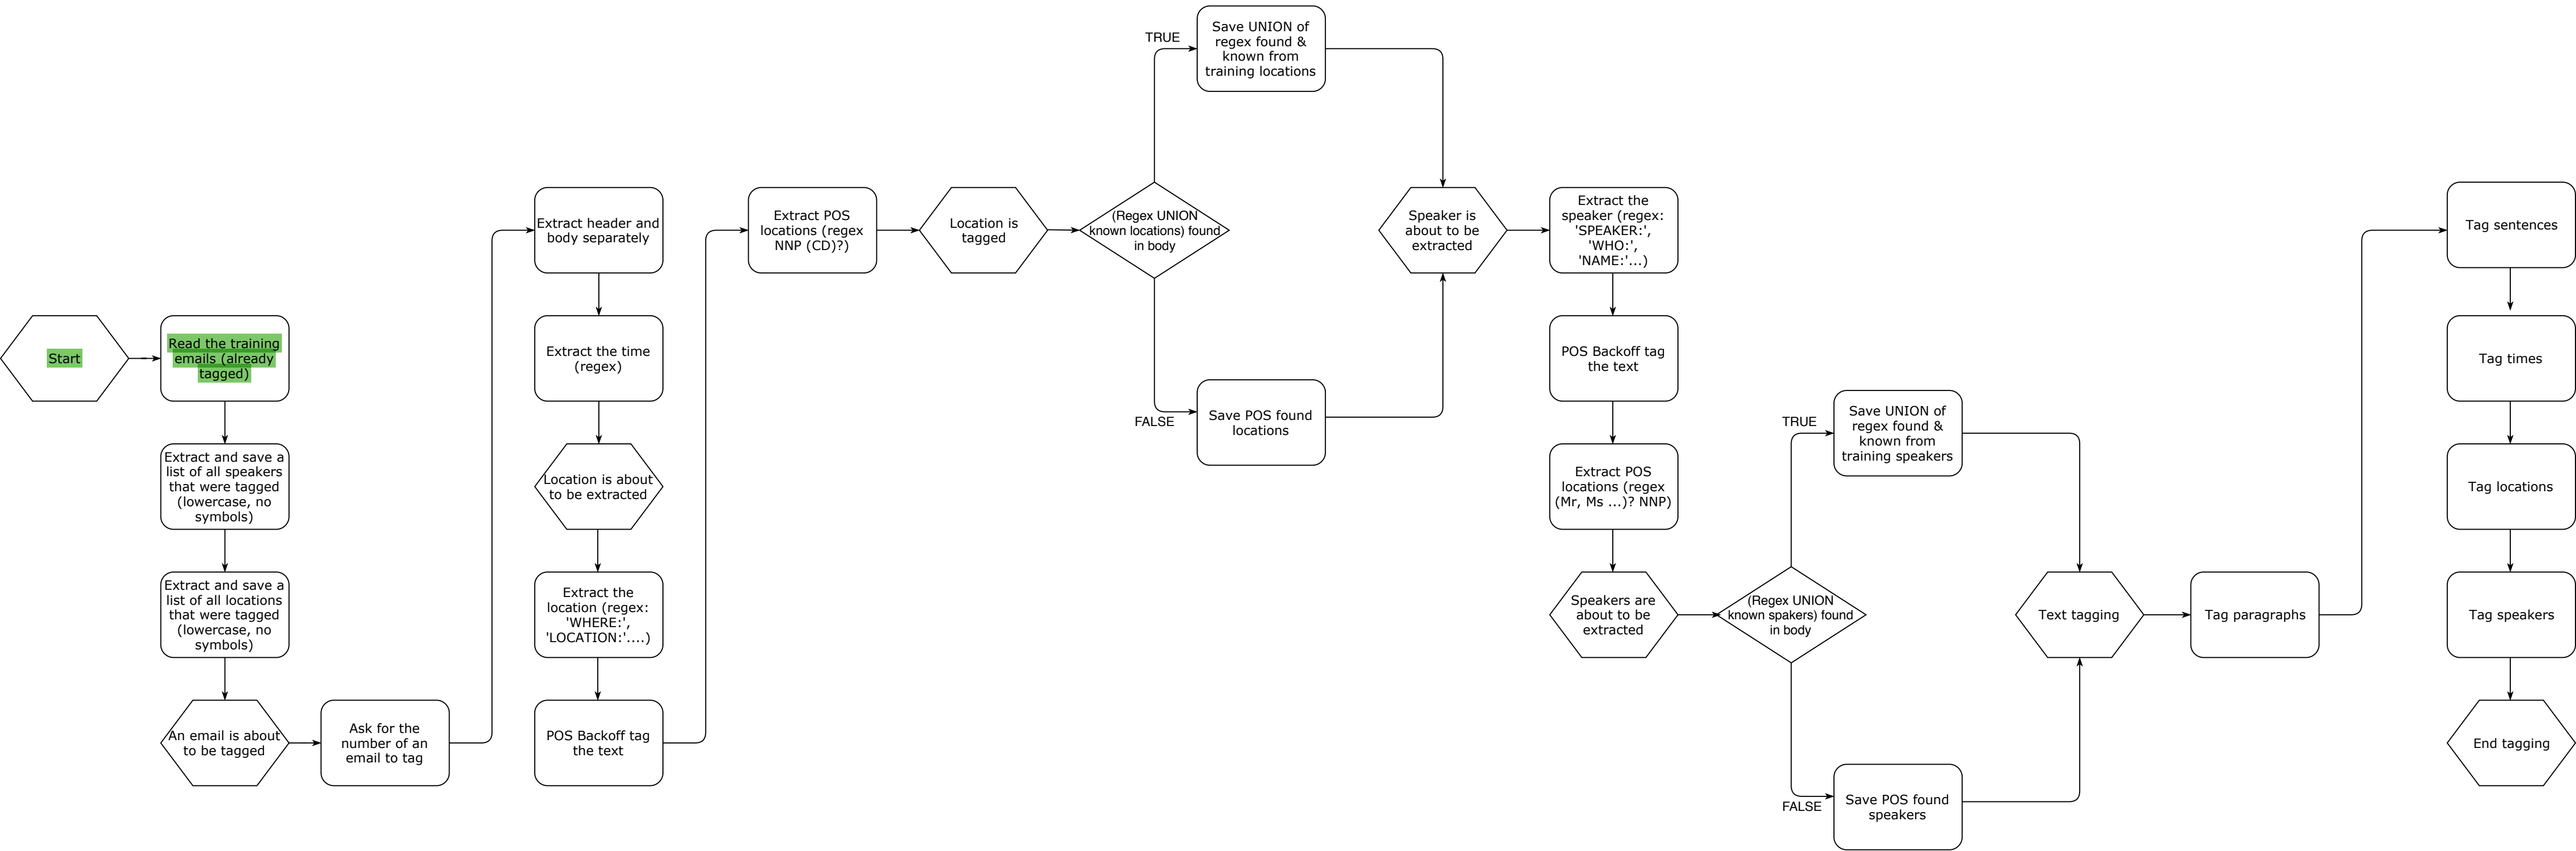 Start
Read the training
emails (already
tagged)
Extract and save a
list of all speakers
that were tagged
(lowercase, no
symbols)
Extract and save a
list of all locations
that were tagged
(lowercase, no
symbols)
An email is about
to be tagged
Ask for the
number of an
email to tag
Extract header and
body separately
Extract the time
(regex)
Location is about
to be extracted
Extract the
location (regex:
'WHERE:',
'LOCATION:'....)
POS Backoff tag
the text
Extract POS
locations (regex
NNP (CD)?)
Location is
tagged
(Regex UNION
known locations) found
in body
TRUE
Save UNION of
regex found &
known from
training locations
FALSE
Save POS found
locations
Speaker is
about to be
extracted
Extract the
speaker (regex:
'SPEAKER:',
'WHO:',
'NAME:'...)
POS Backoff tag
the text
Extract POS
locations (regex
(Mr, Ms ...)? NNP)
Speakers are
about to be
extracted
(Regex UNION
known spakers) found
in body
TRUE
Save UNION of
regex found &
known from
training speakers
FALSE
Save POS found
speakers
Text tagging
Tag paragraphs
Tag sentences
Tag times
Tag locations
Tag speakers
End tagging